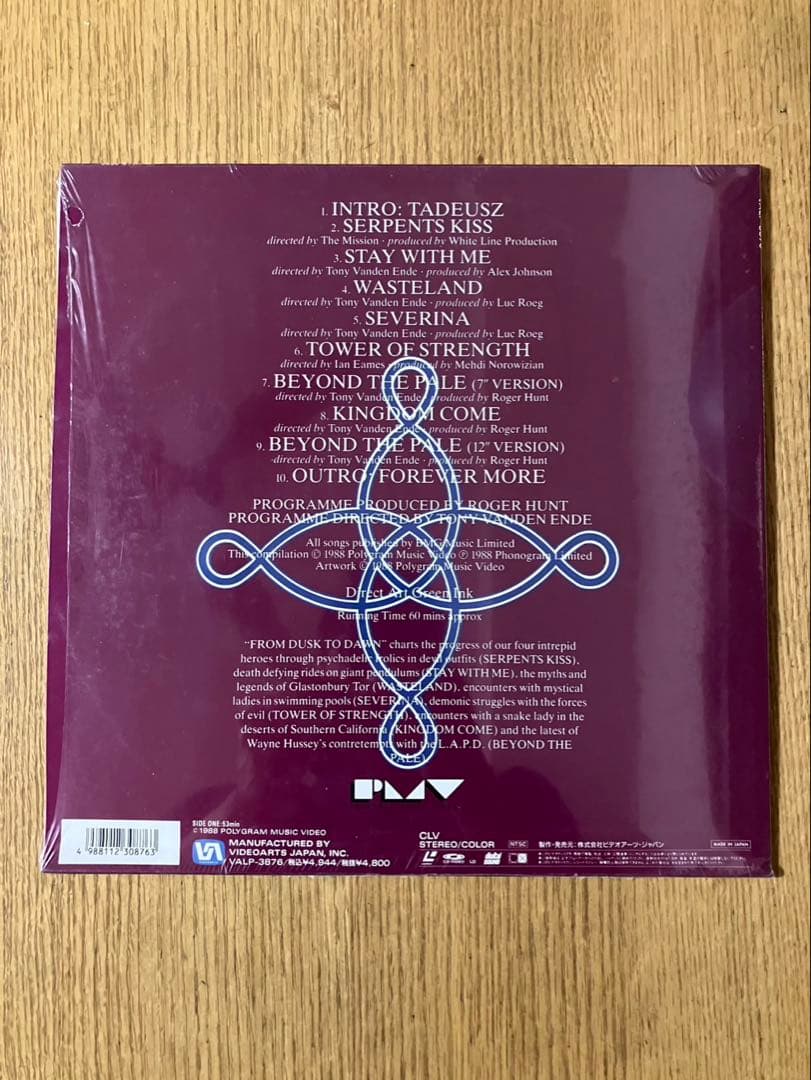 1. INTRO: TADEUSZ
2. SERPENTS KISS
directed by The Mission · produced by White Line Production
3. STAY WITH ME
directed by Tony Vanden Ende · produced by Alex Johnson
4. WASTELAND
directed by Tony Vanden Ende · produced by Luc Roeg
5. SEVERINA
directed by Tony Vanden Ende · produced by Luc Roeg
6. TOWER OF STRENGTH
directed by Ian Eames · produced by Mehdi Norowizian
7. BEYOND THE PALE (7" VERSION)
directed by Tony Vanden Ende · produced by Roger Hunt
8. KINGDOM COME
directed by Tony Vanden Ende · produced by Roger Hunt
9. BEYOND THE PALE (12" VERSION)
directed by Tony Vanden Ende · produced by Roger Hunt
10. OUTRO: FOREVER MORE
PROGRAMME PRODUCED BY ROGER HUNT
PROGRAMME DIRECTED BY TONY VANDEN ENDE
All songs published by BMG Music Limited
This compilation © 1988 Polygram Music Video ℗ 1988 Phonogram Limited
Artwork © 1988 Polygram Music Video
Direct Art Green Ink
Running Time 60 mins approx
"FROM DUSK TO DAWN" charts the progress of our four intrepid
heroes through psychadelic frolics in devil outfits (SERPENTS KISS),
death defying rides on giant pendulums (STAY WITH ME), the myths and
legends of Glastonbury Tor (WASTELAND), encounters with mystical
ladies in swimming pools (SEVERINA), demonic struggles with the forces
of evil (TOWER OF STRENGTH), encounters with a snake lady in the
deserts of Southern California (KINGDOM COME) and the latest of
Wayne Hussey's contretemps with the L.A.P.D. (BEYOND THE
PALE)
PMV
4 988112 308763
SIDE ONE:53min
©1988 POLYGRAM MUSIC VIDEO
MANUFACTURED BY
VIDEOARTS JAPAN, INC.
VALP-3876/税込¥4,944/税抜¥4,800
CLV
STEREO/COLOR
NTSC
製作・発売元:株式会社ビデオアーツ・ジャパン
MADE IN JAPAN